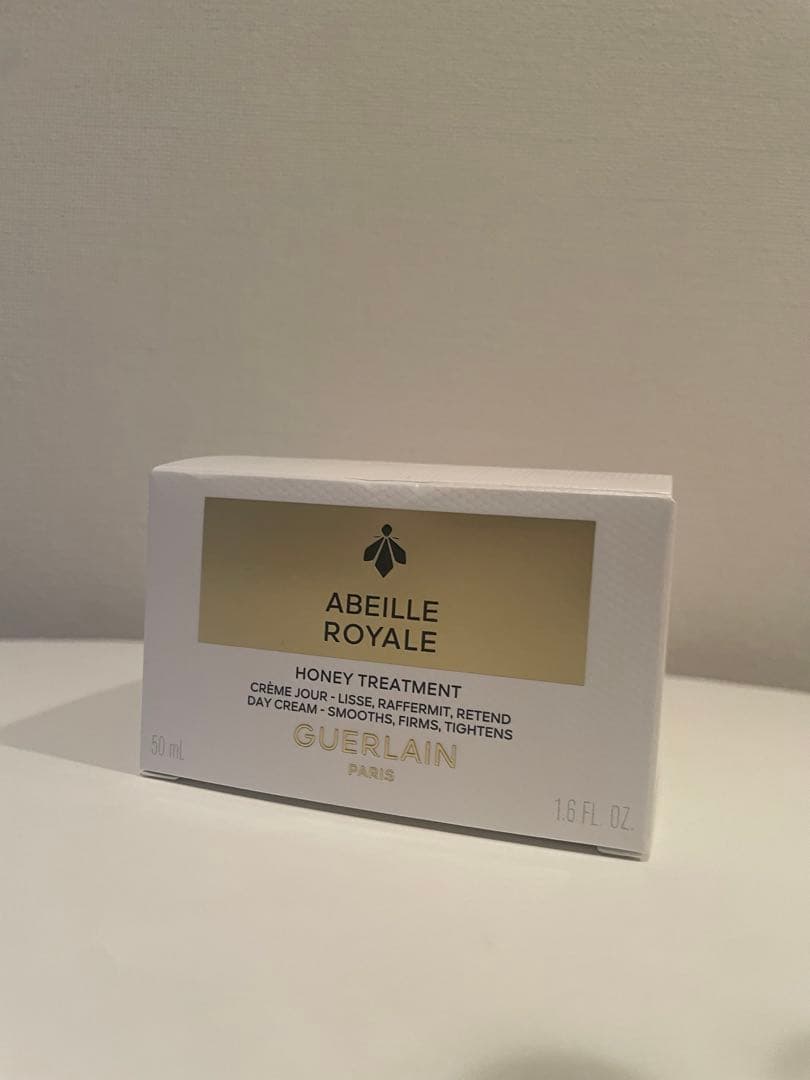 ABEILLE
ROYALE
HONEY TREATMENT
CRÈME JOUR - LISSE, RAFFERMIT, RETEND
DAY CREAM - SMOOTHS, FIRMS, TIGHTENS
GUERLAIN
PARIS
50 mL
1.6 FL. OZ.